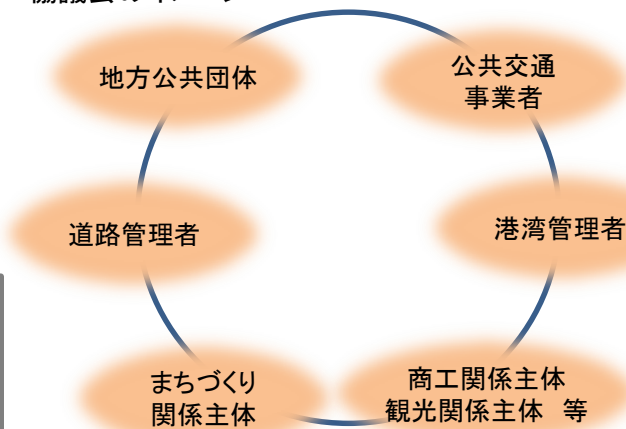 地方公共団体
公共交通
事業者
道路管理者
港湾管理者
まちづくり
関係主体
商工関係主体
観光関係主体 等